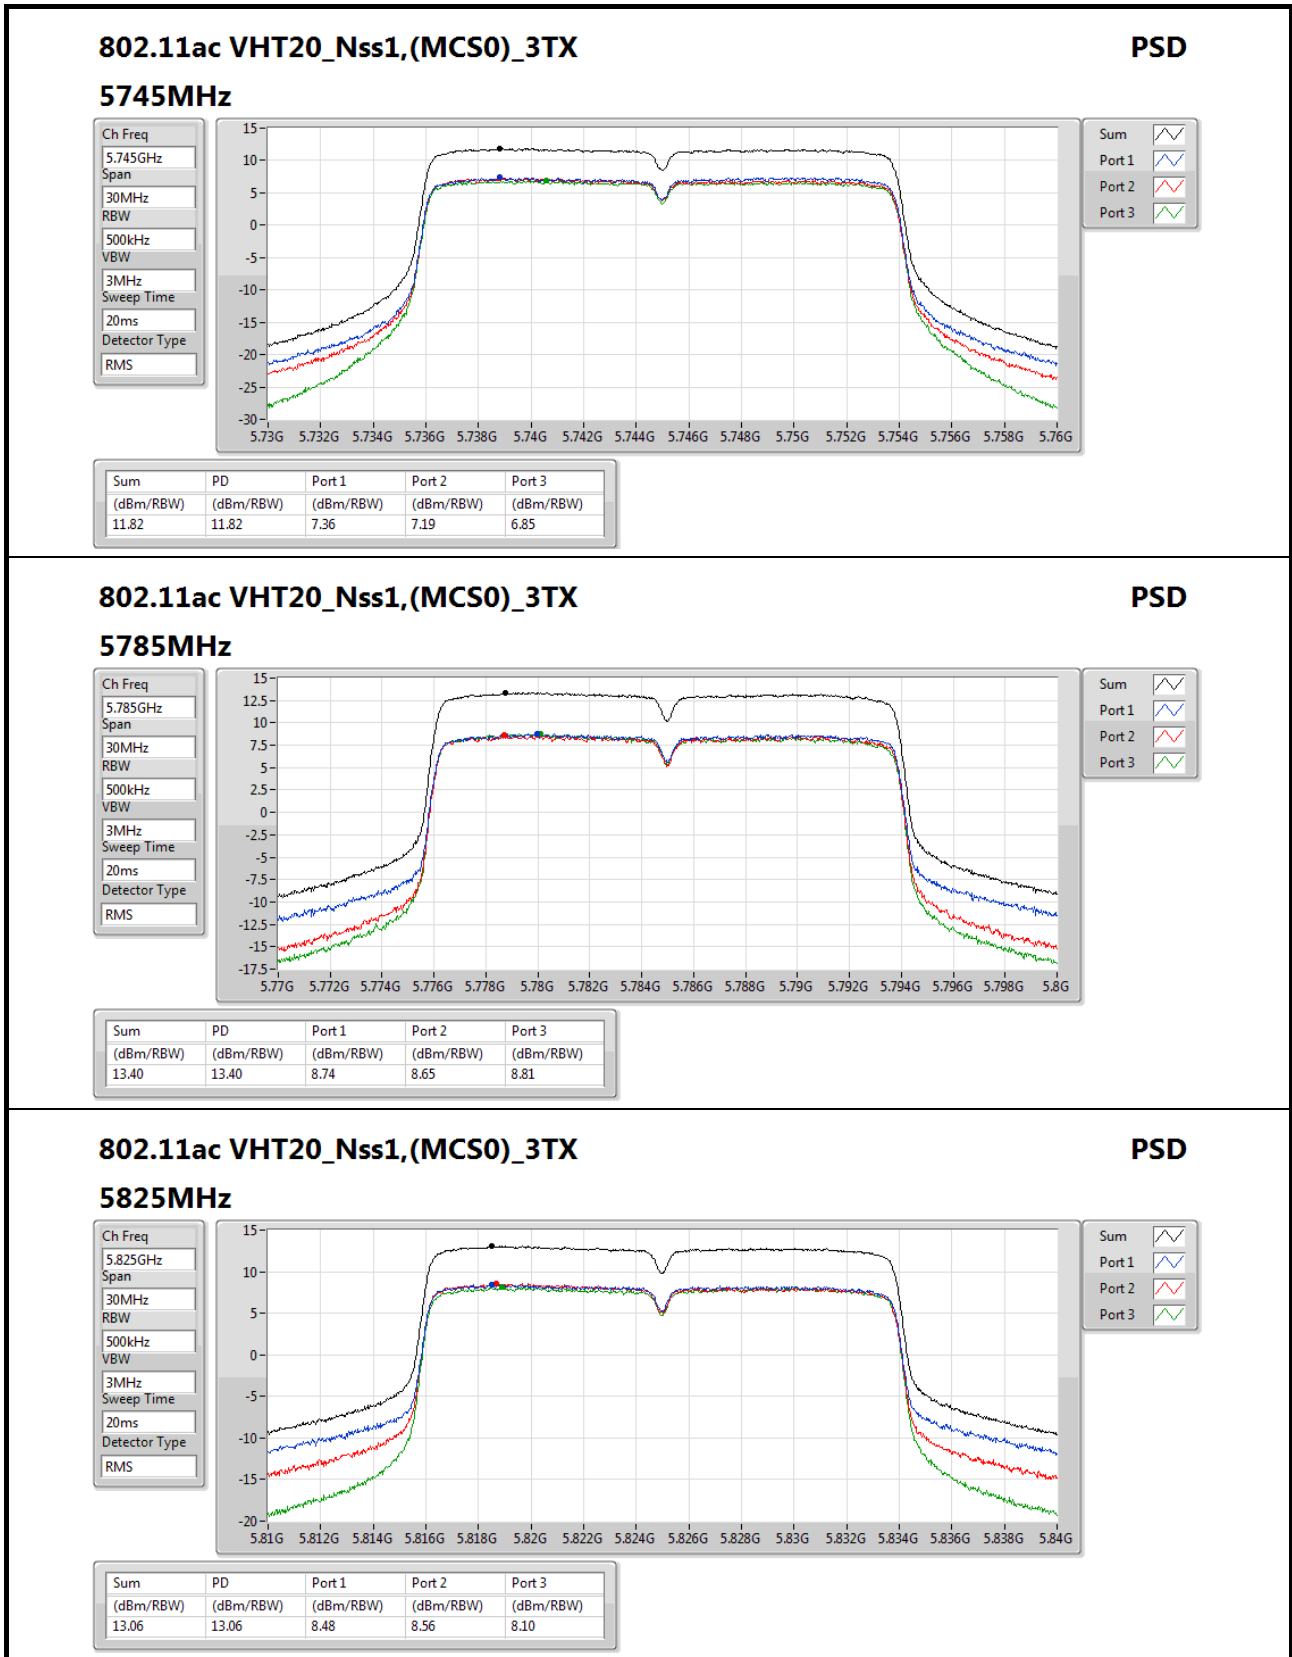 802.11ac VHT20_Nss1,(MCS0)_3TX PSD
5745MHz
Ch Freq
5.745GHz
Span
30MHz
RBW
500kHz
VBW
3MHz
Sweep Time
20ms
Detector Type
RMS
15
10
5
0
-5
-10
-15
-20
-25
-30
5.73G 5.732G 5.734G 5.736G 5.738G 5.74G 5.742G 5.744G 5.746G 5.748G 5.75G 5.752G 5.754G 5.756G 5.758G 5.76G
Sum
Port 1
Port 2
Port 3
Sum PD Port 1 Port 2 Port 3
(dBm/RBW) (dBm/RBW) (dBm/RBW) (dBm/RBW) (dBm/RBW)
11.82 11.82 7.36 7.19 6.85
802.11ac VHT20_Nss1,(MCS0)_3TX PSD
5785MHz
Ch Freq
5.785GHz
Span
30MHz
RBW
500kHz
VBW
3MHz
Sweep Time
20ms
Detector Type
RMS
15
12.5
10
7.5
5
2.5
0
-2.5
-5
-7.5
-10
-12.5
-15
-17.5
5.77G 5.772G 5.774G 5.776G 5.778G 5.78G 5.782G 5.784G 5.786G 5.788G 5.79G 5.792G 5.794G 5.796G 5.798G 5.8G
Sum
Port 1
Port 2
Port 3
Sum PD Port 1 Port 2 Port 3
(dBm/RBW) (dBm/RBW) (dBm/RBW) (dBm/RBW) (dBm/RBW)
13.40 13.40 8.74 8.65 8.81
802.11ac VHT20_Nss1,(MCS0)_3TX PSD
5825MHz
Ch Freq
5.825GHz
Span
30MHz
RBW
500kHz
VBW
3MHz
Sweep Time
20ms
Detector Type
RMS
15
10
5
0
-5
-10
-15
-20
5.81G 5.812G 5.814G 5.816G 5.818G 5.82G 5.822G 5.824G 5.826G 5.828G 5.83G 5.832G 5.834G 5.836G 5.838G 5.84G
Sum
Port 1
Port 2
Port 3
Sum PD Port 1 Port 2 Port 3
(dBm/RBW) (dBm/RBW) (dBm/RBW) (dBm/RBW) (dBm/RBW)
13.06 13.06 8.48 8.56 8.10